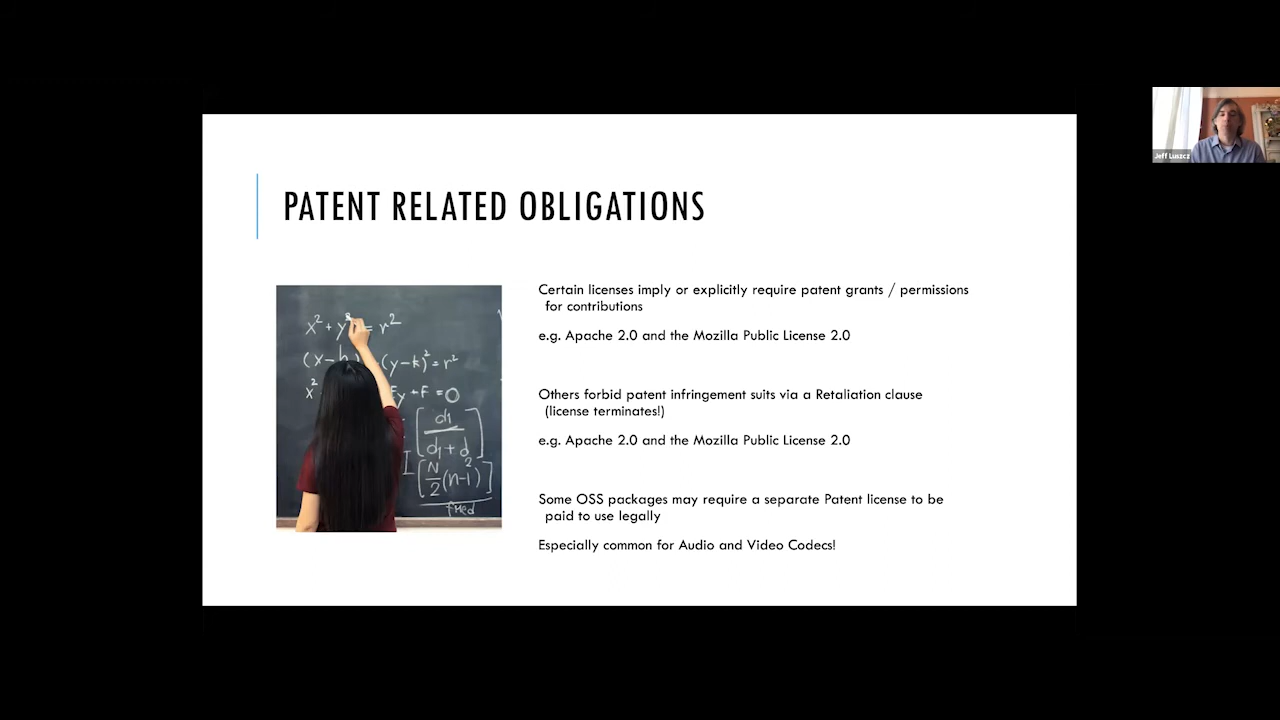 PATENT RELATED OBLIGATIONS
x² + y² = r²
(x-h) (y-k)² = r²
x² Ey + F = 0
d₁
d₁ + d
N
2 (n-1)²
fmed
Certain licenses imply or explicitly require patent grants / permissions
for contributions
e.g. Apache 2.0 and the Mozilla Public License 2.0
Others forbid patent infringement suits via a Retaliation clause
(license terminates!)
e.g. Apache 2.0 and the Mozilla Public License 2.0
Some OSS packages may require a separate Patent license to be
paid to use legally
Especially common for Audio and Video Codecs!
Jeff Luszcz